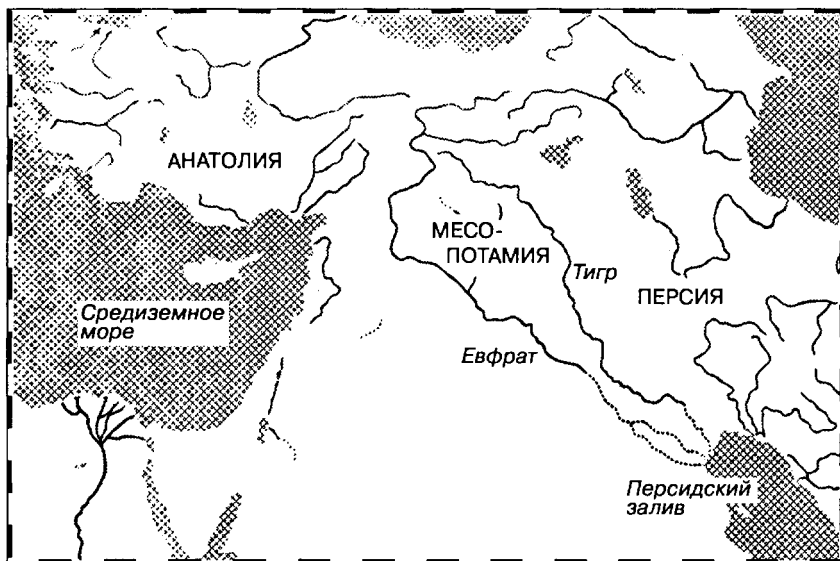 АНАТОЛИЯ
МЕСО-
ПОТАМИЯ
Тигр
ПЕРСИЯ
Средиземное
море
Евфрат
Персидский
залив